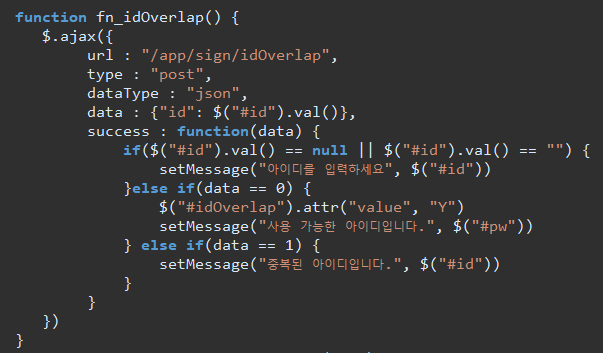 function fn_idOverlap() {
   $.ajax({
         url : "/app/sign/idOverlap",
         type : "post",
         dataType : "json",
         data : {"id": $("#id").val()},
         success : function(data) {
             if($("#id").val() == null || $("#id").val() == "") {
                 setMessage("아이디를 입력하세요", $("#id"))
             }else if(data == 0) {
                 $("#idOverlap").attr("value", "Y")
                 setMessage("사용 가능한 아이디입니다.", $("#pw"))
             } else if(data == 1) {
                 setMessage("중복된 아이디입니다.", $("#id"))
             }
         }
   })
}